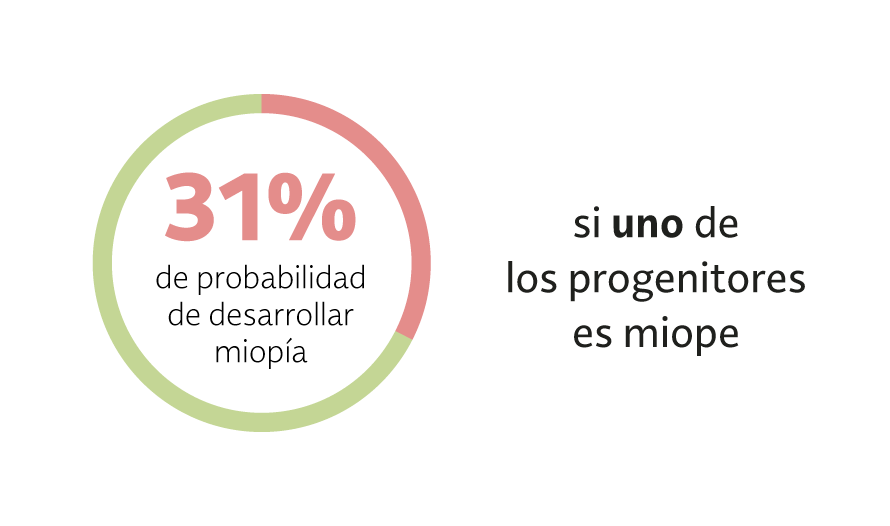 31%
de probabilidad
de desarrollar
miopía
si uno de
los progenitores
es miope